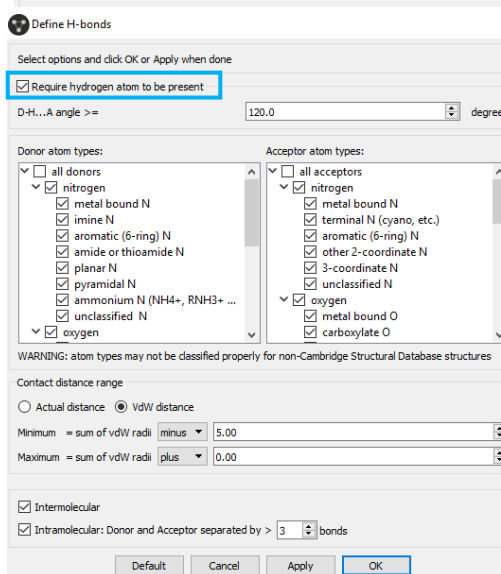 Define H-bonds
Select options and click OK or Apply when done
Require hydrogen atom to be present
D-H...A angle >= 120.0 degree
Donor atom types: Acceptor atom types:
all donors all acceptors
nitrogen nitrogen
metal bound N metal bound N
imine N terminal N (cyano, etc.)
aromatic (6-ring) N aromatic (6-ring) N
amide or thioamide N other 2-coordinate N
planar N 3-coordinate N
pyramidal N unclassified N
ammonium N (NH4+, RNH3+ ... oxygen
unclassified N metal bound O
oxygen carboxylate O
WARNING: atom types may not be classified properly for non-Cambridge Structural Database structures
Contact distance range
Actual distance VdW distance
Minimum = sum of vdW radii minus 5.00
Maximum = sum of vdW radii plus 0.00
Intermolecular
Intramolecular: Donor and Acceptor separated by > 3 bonds
Default Cancel Apply OK